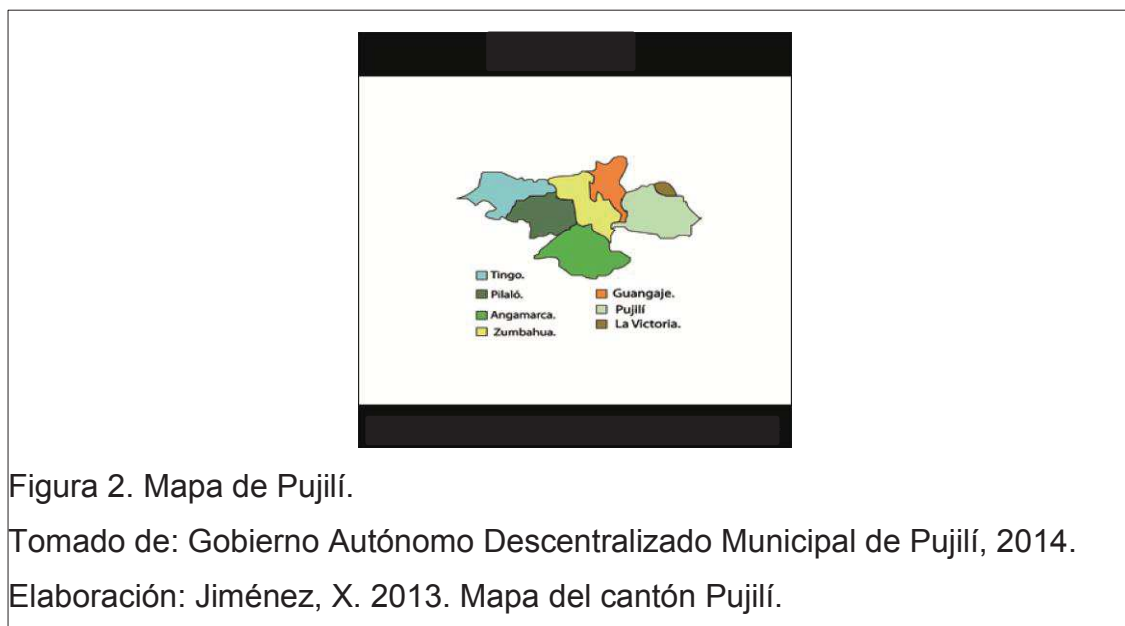 Tingo.
Pilaló.
Angamarca.
Zumbahua.
Guangaje.
Pujilí
La Victoria.
Figura 2. Mapa de Pujilí.
Tomado de: Gobierno Autónomo Descentralizado Municipal de Pujilí, 2014.
Elaboración: Jiménez, X. 2013. Mapa del cantón Pujilí.